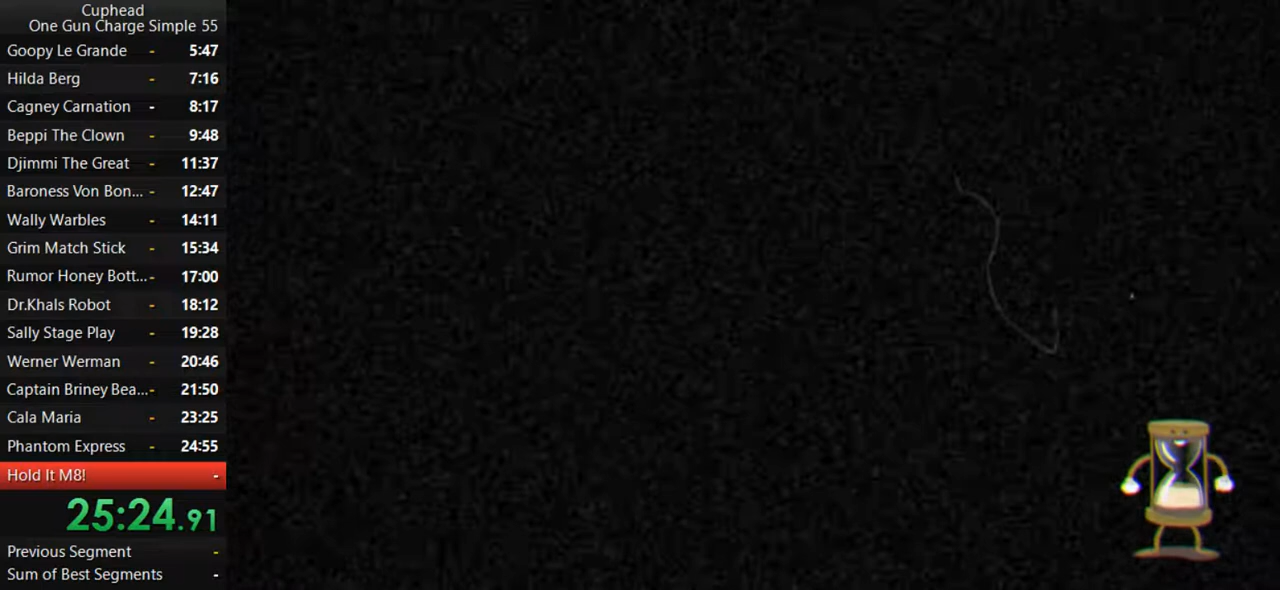 Cuphead
One Gun Charge Simple 55
Goopy Le Grande - 5:47
Hilda Berg - 7:16
Cagney Carnation - 8:17
Beppi The Clown - 9:48
Djimmi The Great - 11:37
Baroness Von Bon... - 12:47
Wally Warbles - 14:11
Grim Match Stick - 15:34
Rumor Honey Bott... - 17:00
Dr.Khals Robot - 18:12
Sally Stage Play - 19:28
Werner Werman - 20:46
Captain Briney Bea... - 21:50
Cala Maria - 23:25
Phantom Express - 24:55
Hold It M8! -
25:24.91
Previous Segment -
Sum of Best Segments -